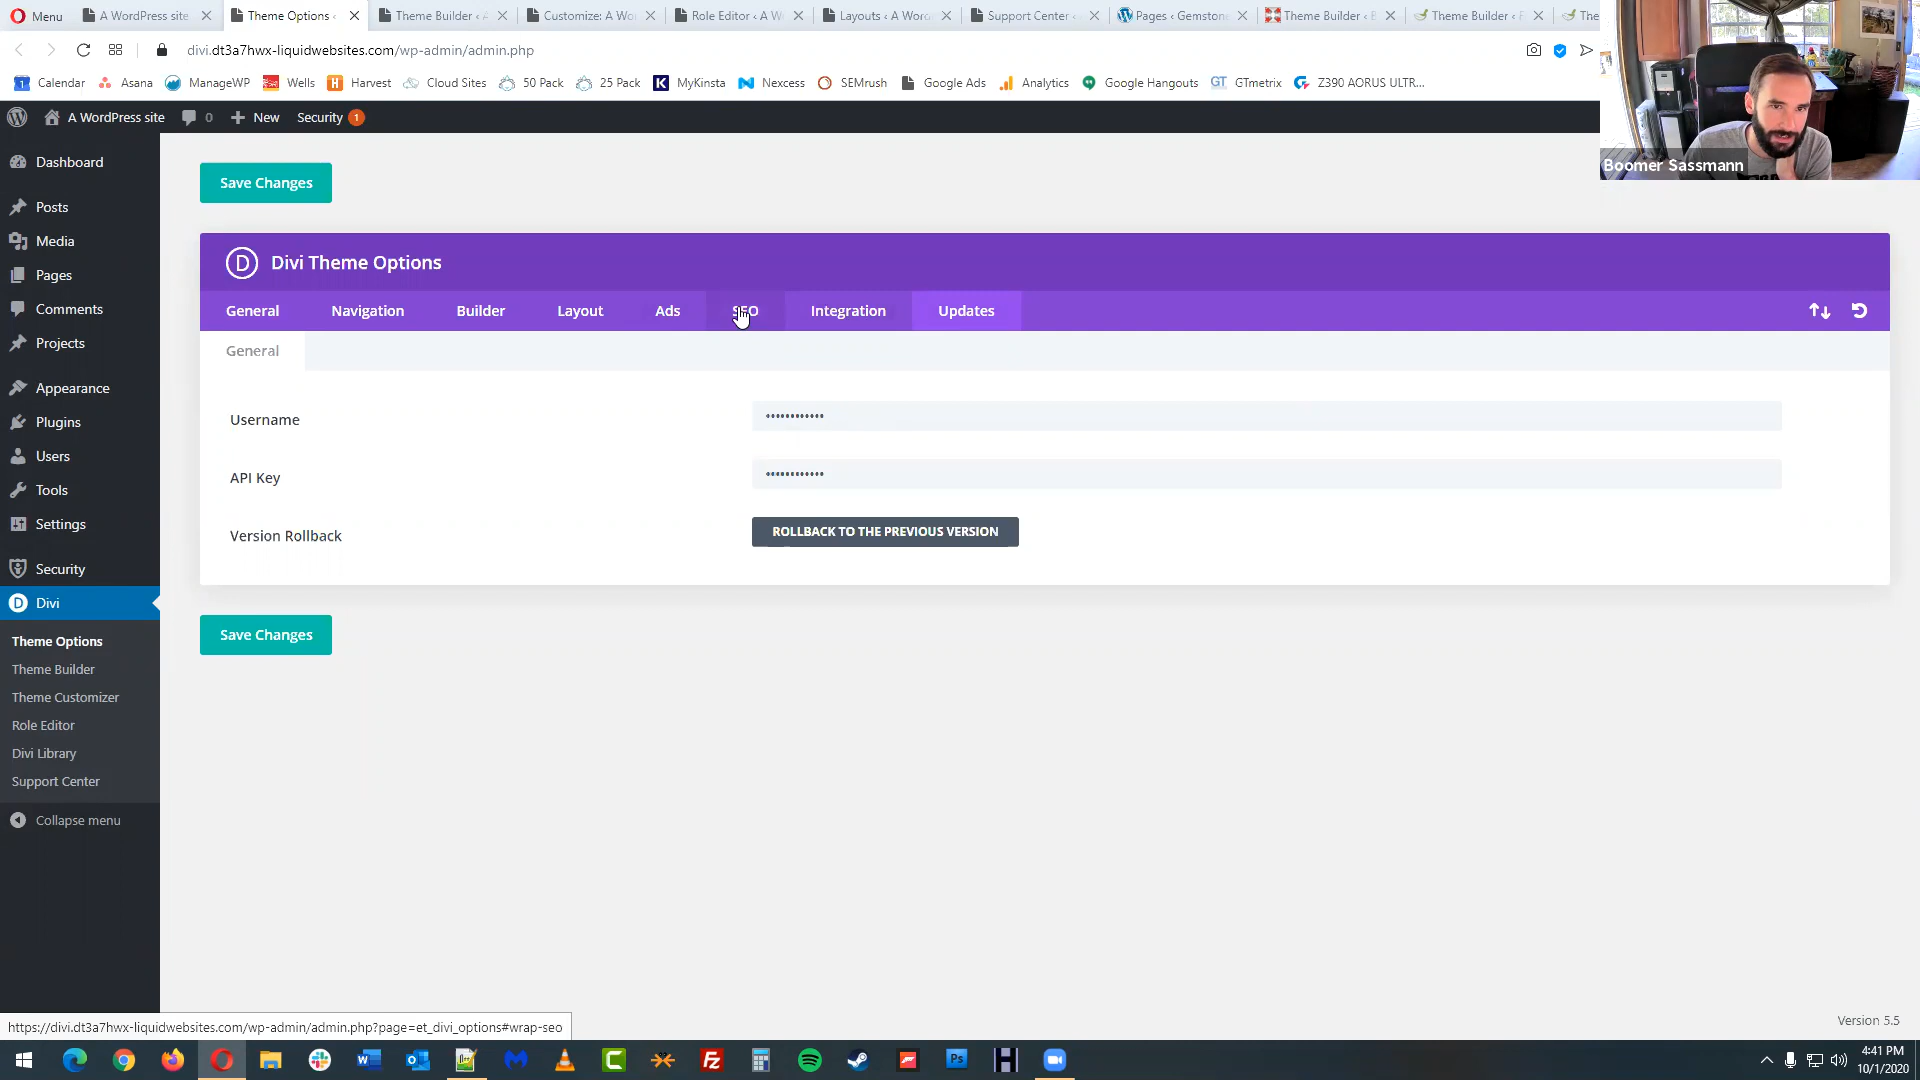 Menu
A WordPress site
Theme Options ‹
Theme Builder ‹ A
Customize: A Wo
Role Editor ‹ A W
Layouts ‹ A Word
Support Center ‹
Pages ‹ Gemstone
Theme Builder ‹ B
Theme Builder ‹ F
The
divi.dt3a7hwx-liquidwebsites.com/wp-admin/admin.php
Calendar
Asana
ManageWP
Wells
Harvest
Cloud Sites
50 Pack
25 Pack
MyKinsta
Nexcess
SEMrush
Google Ads
Analytics
Google Hangouts
GTmetrix
Z390 AORUS ULTR...
A WordPress site
0
New
Security 1
Boomer Sassmann
Dashboard
Posts
Media
Pages
Comments
Projects
Appearance
Plugins
Users
Tools
Settings
Security
Divi
Theme Options
Theme Builder
Theme Customizer
Role Editor
Divi Library
Support Center
Collapse menu
Save Changes
D Divi Theme Options
General
Navigation
Builder
Layout
Ads
SEO
Integration
Updates
General
Username
••••••••••••
API Key
••••••••••••
Version Rollback
ROLLBACK TO THE PREVIOUS VERSION
Save Changes
Version 5.5
https://divi.dt3a7hwx-liquidwebsites.com/wp-admin/admin.php?page=et_divi_options#wrap-seo
4:41 PM
10/1/2020